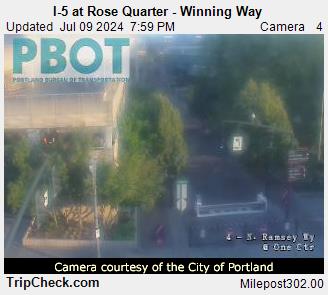 I-5 at Rose Quarter - Winning Way
Updated Jul 09 2024 7:59 PM Camera 4
PBOT
PORTLAND BUREAU OF TRANSPORTATION
4 - N. Ramsey Wy
@ One Ctr
Camera courtesy of the City of Portland
TripCheck.com Milepost302.00